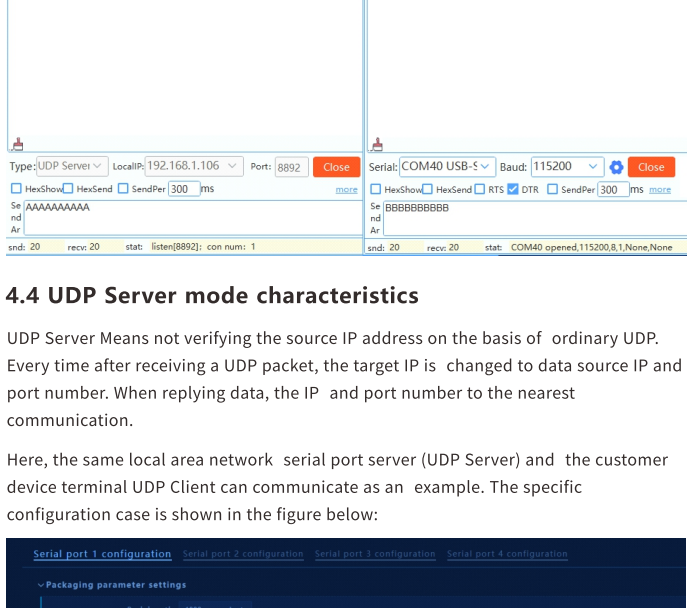 Type: UDP Server LocalIP: 192.168.1.106 Port: 8892 Close
HexShow HexSend SendPer 300 ms more
Se
nd
Ar
AAAAAAAAAA
snd: 20 recv: 20 stat: listen[8892]: con num: 1
Serial: COM40 USB-S Baud: 115200 Close
HexShow HexSend RTS DTR SendPer 300 ms more
Se
nd
Ar
BBBBBBBBBB
snd: 20 recv: 20 stat: COM40 opened,115200,8,1,None,None
4.4 UDP Server mode characteristics
UDP Server Means not verifying the source IP address on the basis of ordinary UDP.
Every time after receiving a UDP packet, the target IP is changed to data source IP and
port number. When replying data, the IP and port number to the nearest
communication.
Here, the same local area network serial port server (UDP Server) and the customer
device terminal UDP Client can communicate as an example. The specific
configuration case is shown in the figure below:
Serial port 1 configuration Serial port 2 configuration Serial port 3 configuration Serial port 4 configuration
Packaging parameter settings